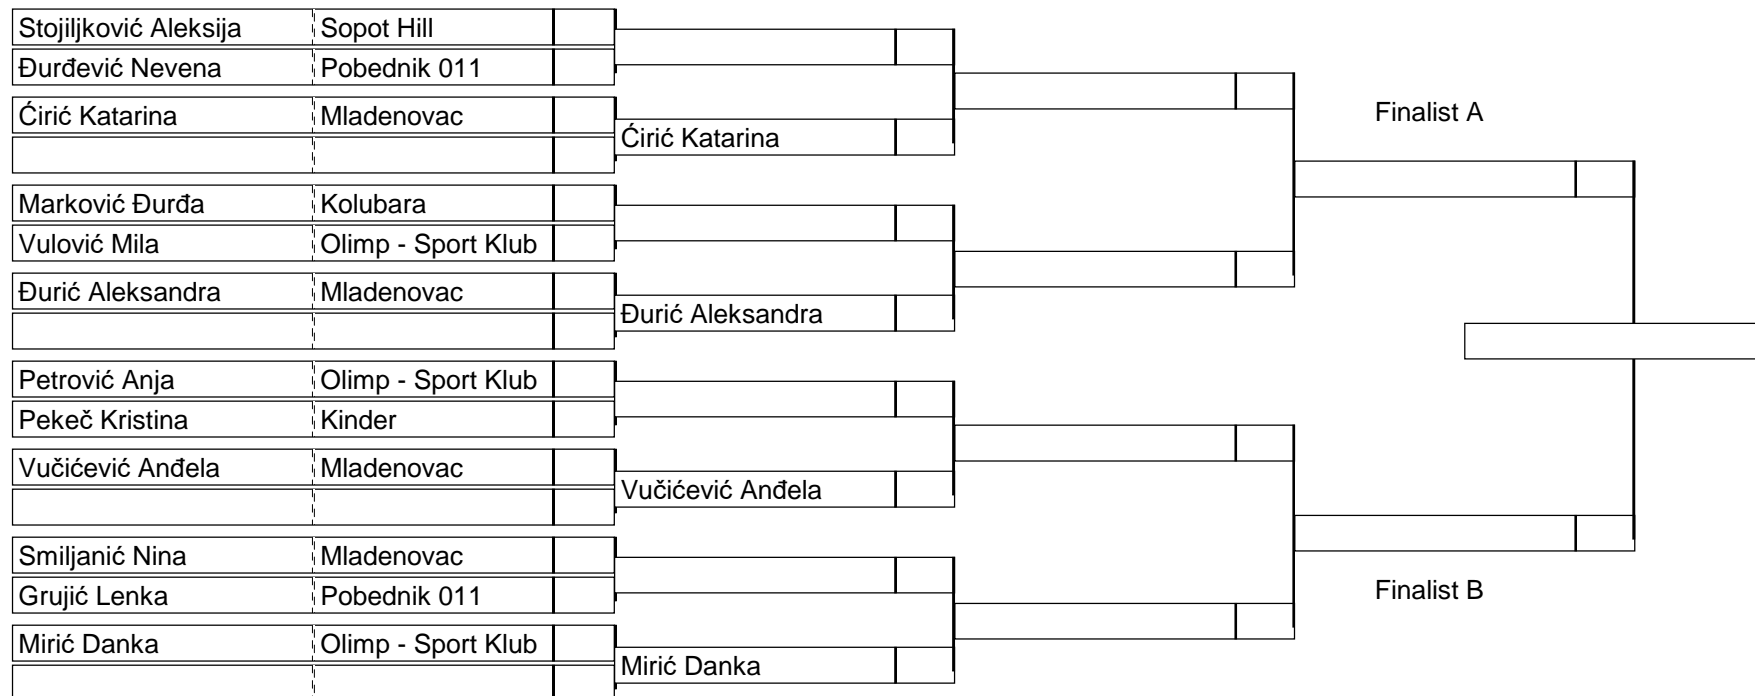 Stojiljković Aleksija Sopot Hill
Đurđević Nevena Pobednik 011
Ćirić Katarina Mladenovac
Ćirić Katarina
Finalist A
Marković Đurđa Kolubara
Vulović Mila Olimp - Sport Klub
Đurić Aleksandra Mladenovac
Đurić Aleksandra
Petrović Anja Olimp - Sport Klub
Pekeč Kristina Kinder
Vučićević Anđela Mladenovac
Vučićević Anđela
Smiljanić Nina Mladenovac
Grujić Lenka Pobednik 011
Finalist B
Mirić Danka Olimp - Sport Klub
Mirić Danka